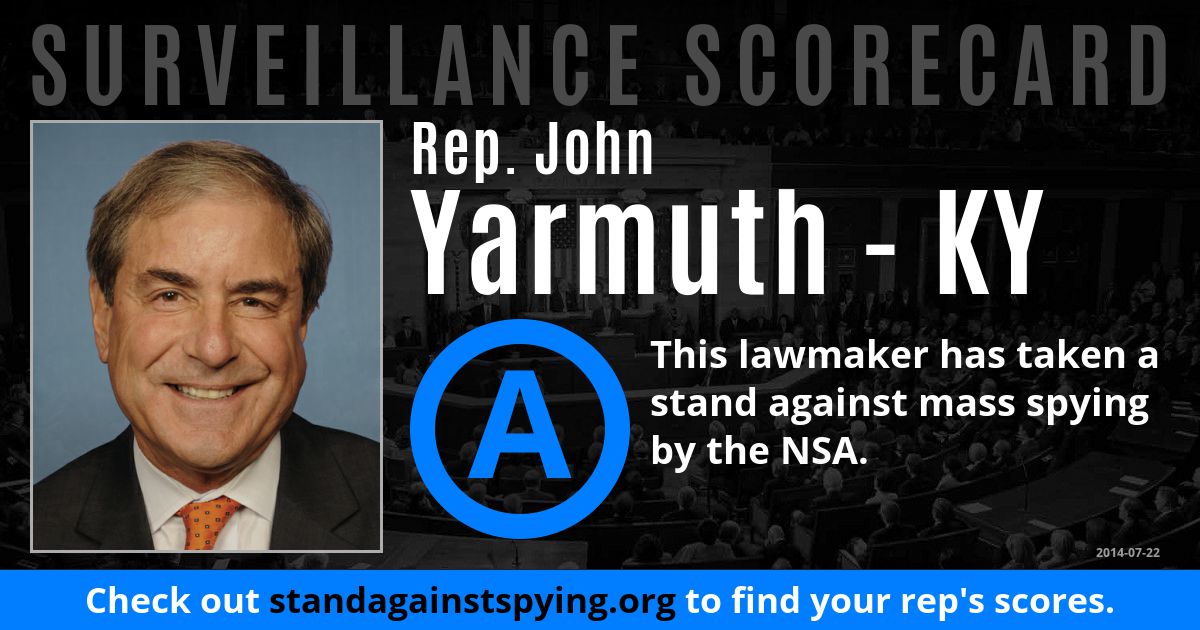 SURVEILLANCE SCORECARD
Rep. John
Yarmuth - KY
A
This lawmaker has taken a
stand against mass spying
by the NSA.
2014-07-22
Check out standagainstspying.org to find your rep's scores.